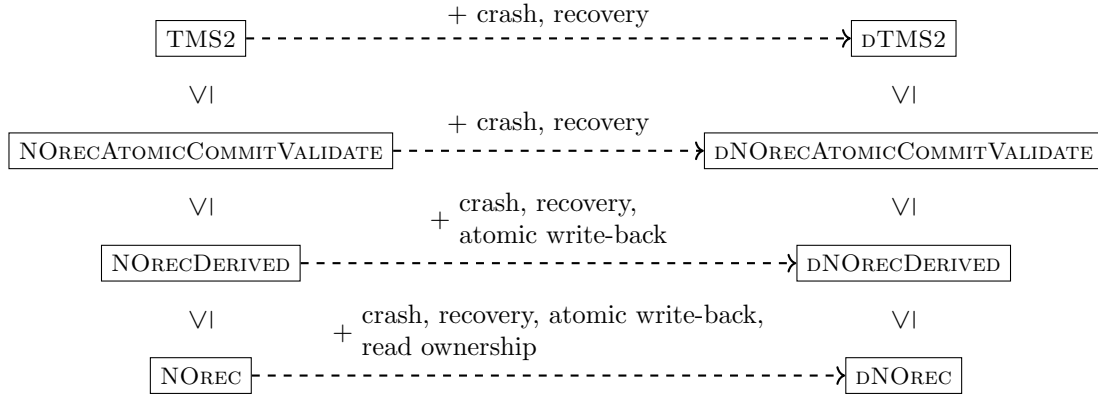 + crash, recovery
TMS2
DTMS2
∨|
∨|
+ crash, recovery
NORECATOMICCOMMITVALIDATE
DNORECATOMICCOMMITVALIDATE
∨|
∨|
+ crash, recovery,
atomic write-back
NORECDERIVED
DNORECDERIVED
∨|
∨|
+ crash, recovery, atomic write-back,
read ownership
NOREC
DNOREC